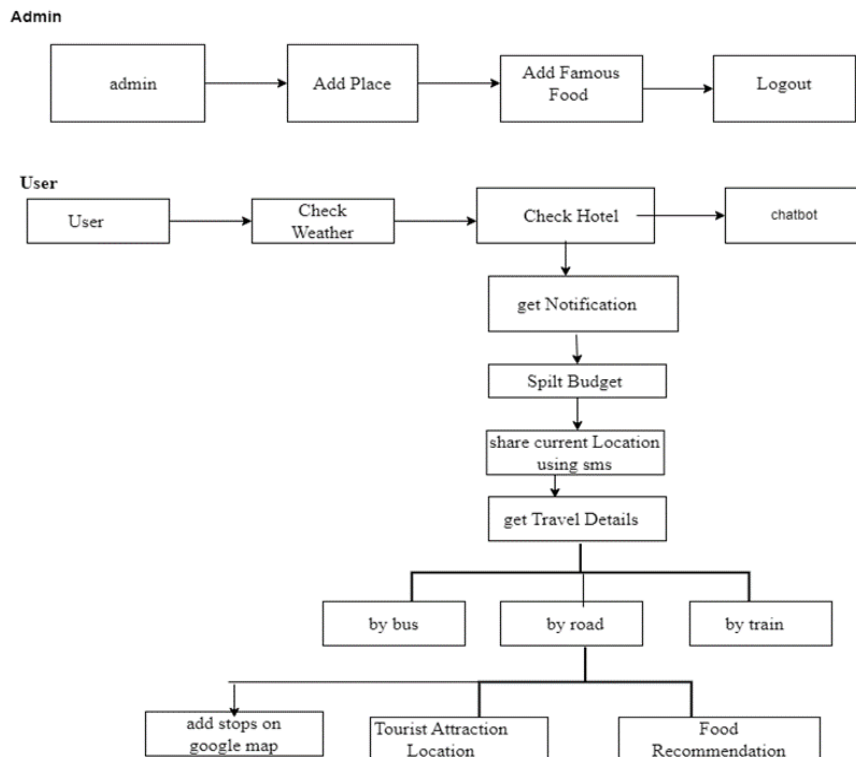 Admin
admin
Add Place
Add Famous
Food
Logout
User
User
Check
Weather
Check Hotel
chatbot
get Notification
Spilt Budget
share current Location
using sms
get Travel Details
by bus
by road
by train
add stops on
google map
Tourist Attraction
Location
Food
Recommendation